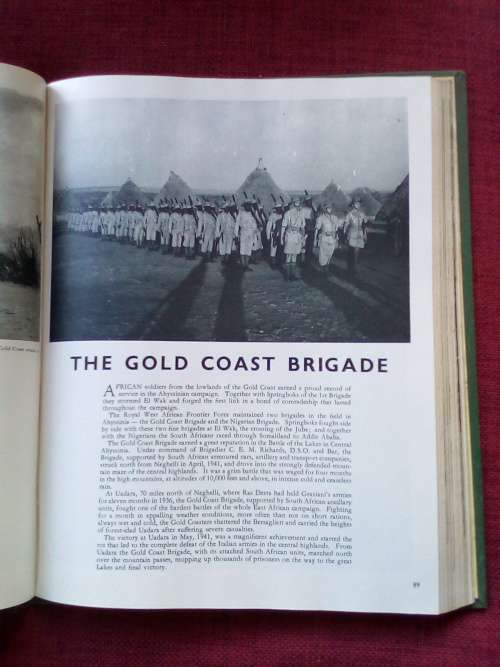 THE GOLD COAST BRIGADE
AFRICAN soldiers from the lowlands of the Gold Coast earned a proud record of
service in the Abyssinian campaign. Together with Springboks of the 1st Brigade
they stormed El Wak and forged the first link in a bond of comradeship that lasted
throughout the campaign.
The Royal West African Frontier Force maintained two brigades in the field in
Abyssinia — the Gold Coast Brigade and the Nigerian Brigade. Springboks fought side
by side with these two fine brigades at El Wak, the crossing of the Juba; and together
with the Nigerians the South Africans raced through Somaliland to Addis Ababa.
The Gold Coast Brigade earned a great reputation in the Battle of the Lakes in Central
Abyssinia. Under command of Brigadier C. E. M. Richards, D.S.O. and Bar, the
Brigade, supported by South African armoured cars, artillery and transport companies,
struck north from Neghelli in April, 1941, and drove into the strongly defended moun-
tain maze of the central highlands. It was a grim battle that was waged for four months
in the high mountains, at altitudes of 10,000 feet and above, in intense cold and ceaseless
rain.
At Uadara, 70 miles north of Neghelli, where Ras Desta had held Graziani's armies
for eleven months in 1936, the Gold Coast Brigade, supported by South African artillery
units, fought one of the hardest battles of the whole East African campaign. Fighting
for a month in appalling weather conditions, more often than not on short rations,
always wet and cold, the Gold Coasters shattered the Bersaglieri and carried the heights
of forest-clad Uadara after suffering severe casualties.
The victory at Uadara in May, 1941, was a magnificent achievement and started the
rot that led to the complete defeat of the Italian armies in the central highlands. From
Uadara the Gold Coast Brigade, with its attached South African units, marched north
over the mountain passes, mopping up thousands of prisoners on the way to the great
Lakes and final victory.
89